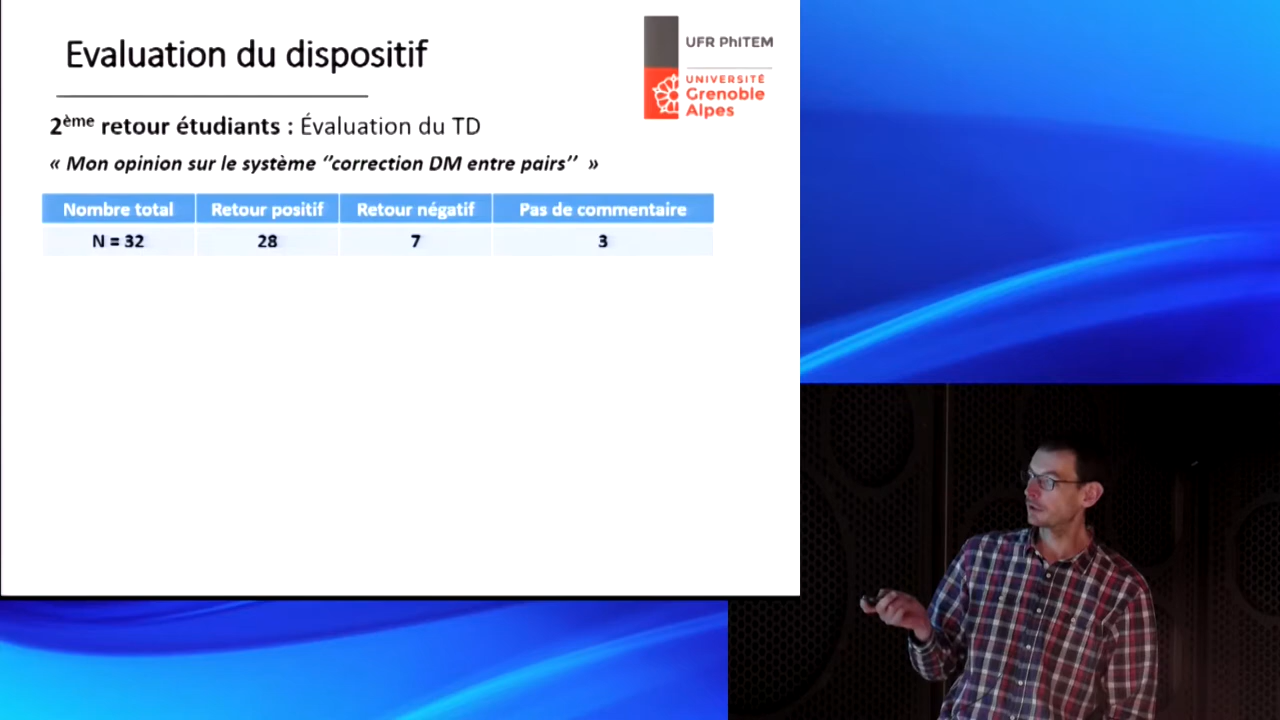 Evaluation du dispositif
UFR PhITEM
UNIVERSITÉ
Grenoble
Alpes
2ème retour étudiants : Évaluation du TD
« Mon opinion sur le système ‘’correction DM entre pairs’’ »
Nombre total Retour positif Retour négatif Pas de commentaire
N = 32 28 7 3